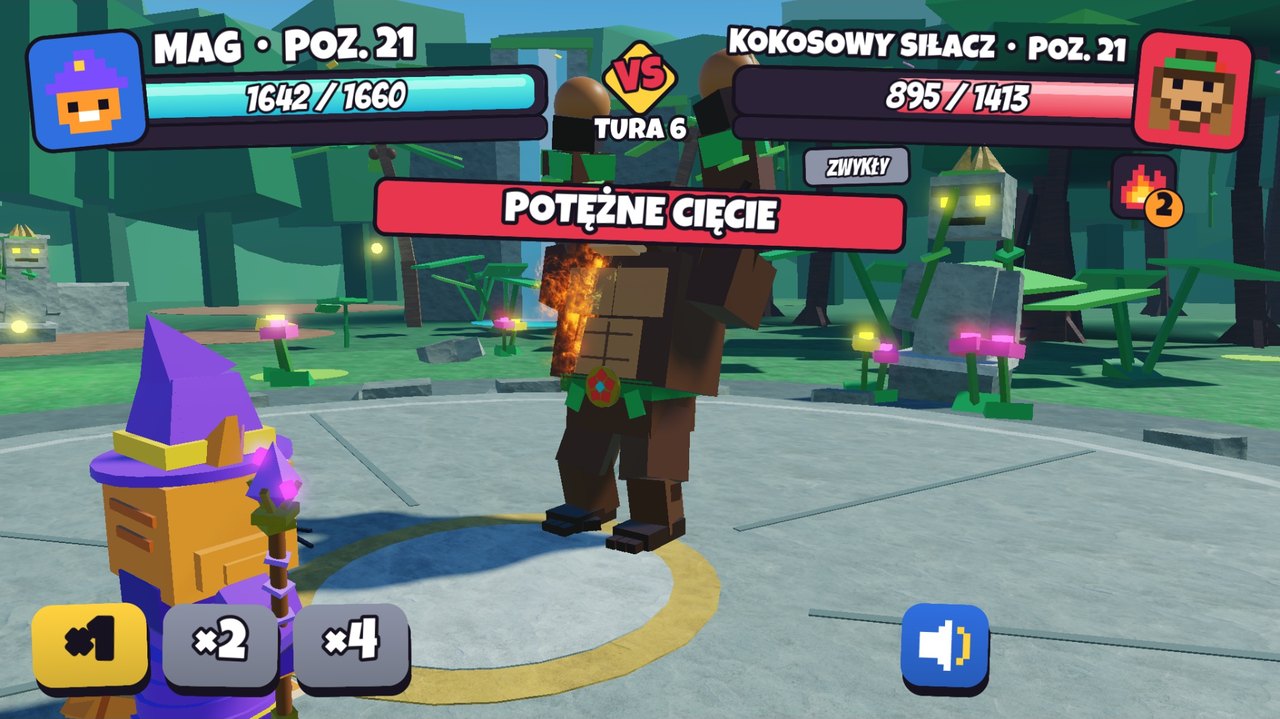 MAG • POZ. 21
1642 / 1660
VS
TURA 6
KOKOSOWY SIŁACZ • POZ. 21
895 / 1413
ZWYKŁY
2
POTĘŻNE CIĘCIE
×1
×2
×4